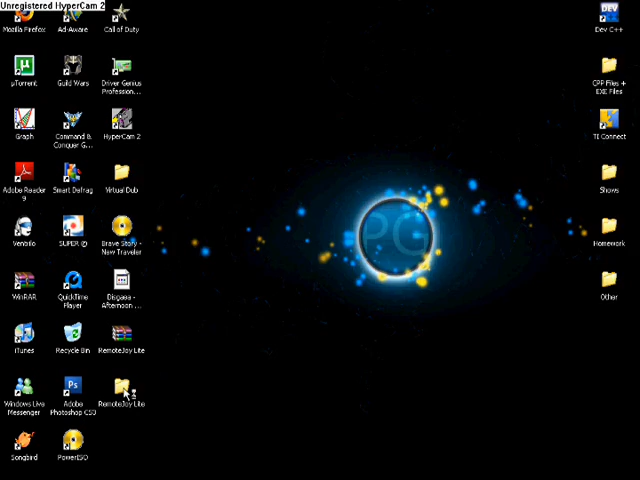 Unregistered HyperCam 2
Mozilla Firefox
Ad-Aware
Call of Duty
Dev C++
µTorrent
Guild Wars
Driver Genius
Profession...
CPP Files +
EXE Files
Graph
Command &
Conquer G...
HyperCam 2
TI Connect
Adobe Reader
9
Smart Defrag
Virtual Dub
Shows
Ventrilo
SUPER ©
Brave Story -
New Traveler
Homework
PG
WinRAR
QuickTime
Player
Disgaea -
Afternoon ...
Other
iTunes
Recycle Bin
RemoteJoy Lite
Windows Live
Messenger
Adobe
Photoshop CS3
RemoteJoy Lite
Songbird
PowerISO